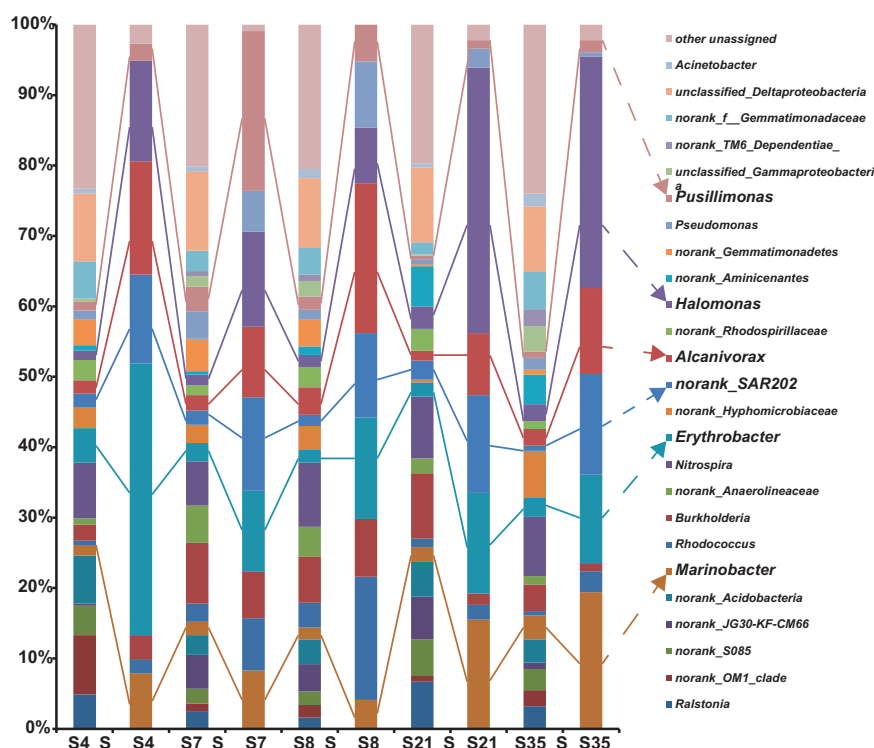 100%
90%
80%
70%
60%
50%
40%
30%
20%
10%
0%
S4 S S4 S7 S S7 S8 S S8 S21 S S21 S35 S S35
other unassigned
Acinetobacter
unclassified_Deltaproteobacteria
norank_f__Gemmatimonadaceae
norank_TM6_Dependentiae_
unclassified_Gammaproteobacteri
a
Pusillimonas
Pseudomonas
norank_Gemmatimonadetes
norank_Aminicenantes
Halomonas
norank_Rhodospirillaceae
Alcanivorax
norank_SAR202
norank_Hyphomicrobiaceae
Erythrobacter
Nitrospira
norank_Anaerolineaceae
Burkholderia
Rhodococcus
Marinobacter
norank_Acidobacteria
norank_JG30-KF-CM66
norank_S085
norank_OM1_clade
Ralstonia